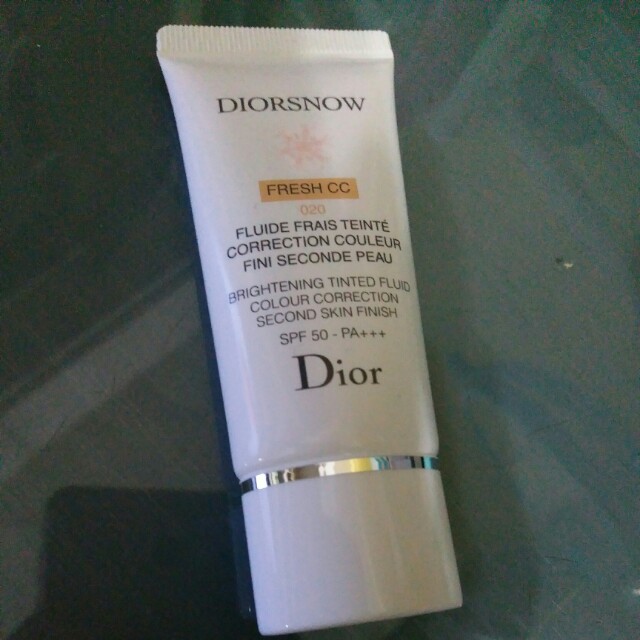 DIORSNOW
FRESH CC
020
FLUIDE FRAIS TEINTÉ
CORRECTION COULEUR
FINI SECONDE PEAU
BRIGHTENING TINTED FLUID
COLOUR CORRECTION
SECOND SKIN FINISH
SPF 50 - PA+++
Dior